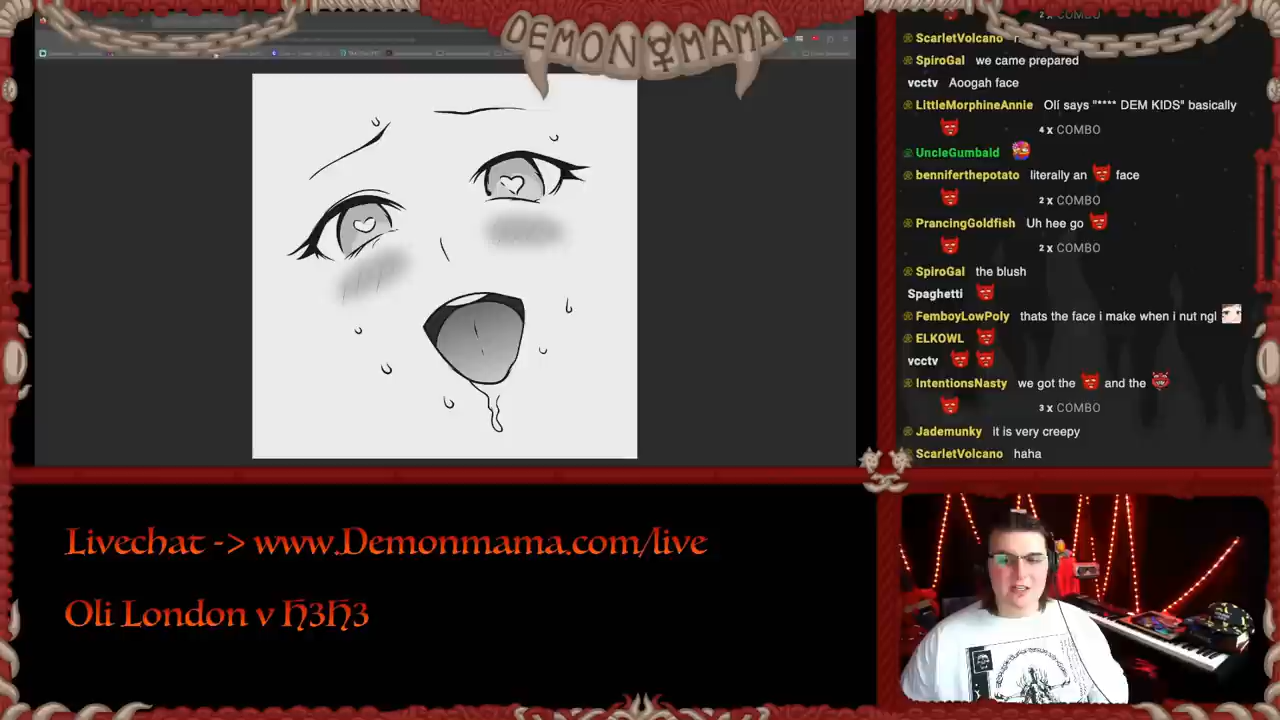 DEMON MAMA
2 x COMBO
ScarletVolcano
SpiroGal we came prepared
vcctv Aoogah face
LittleMorphineAnnie Oli says "**** DEM KIDS" basically
4 x COMBO
UncleGumbald
benniferthepotato literally an face
2 x COMBO
PrancingGoldfish Uh hee go
2 x COMBO
SpiroGal the blush
Spaghetti
FemboyLowPoly thats the face i make when i nut ngl
ELKOWL
vcctv
IntentionsNasty we got the and the
3 x COMBO
Jademunky it is very creepy
ScarletVolcano haha
Livechat -> www.Demonmama.com/live
Oli London v H3H3